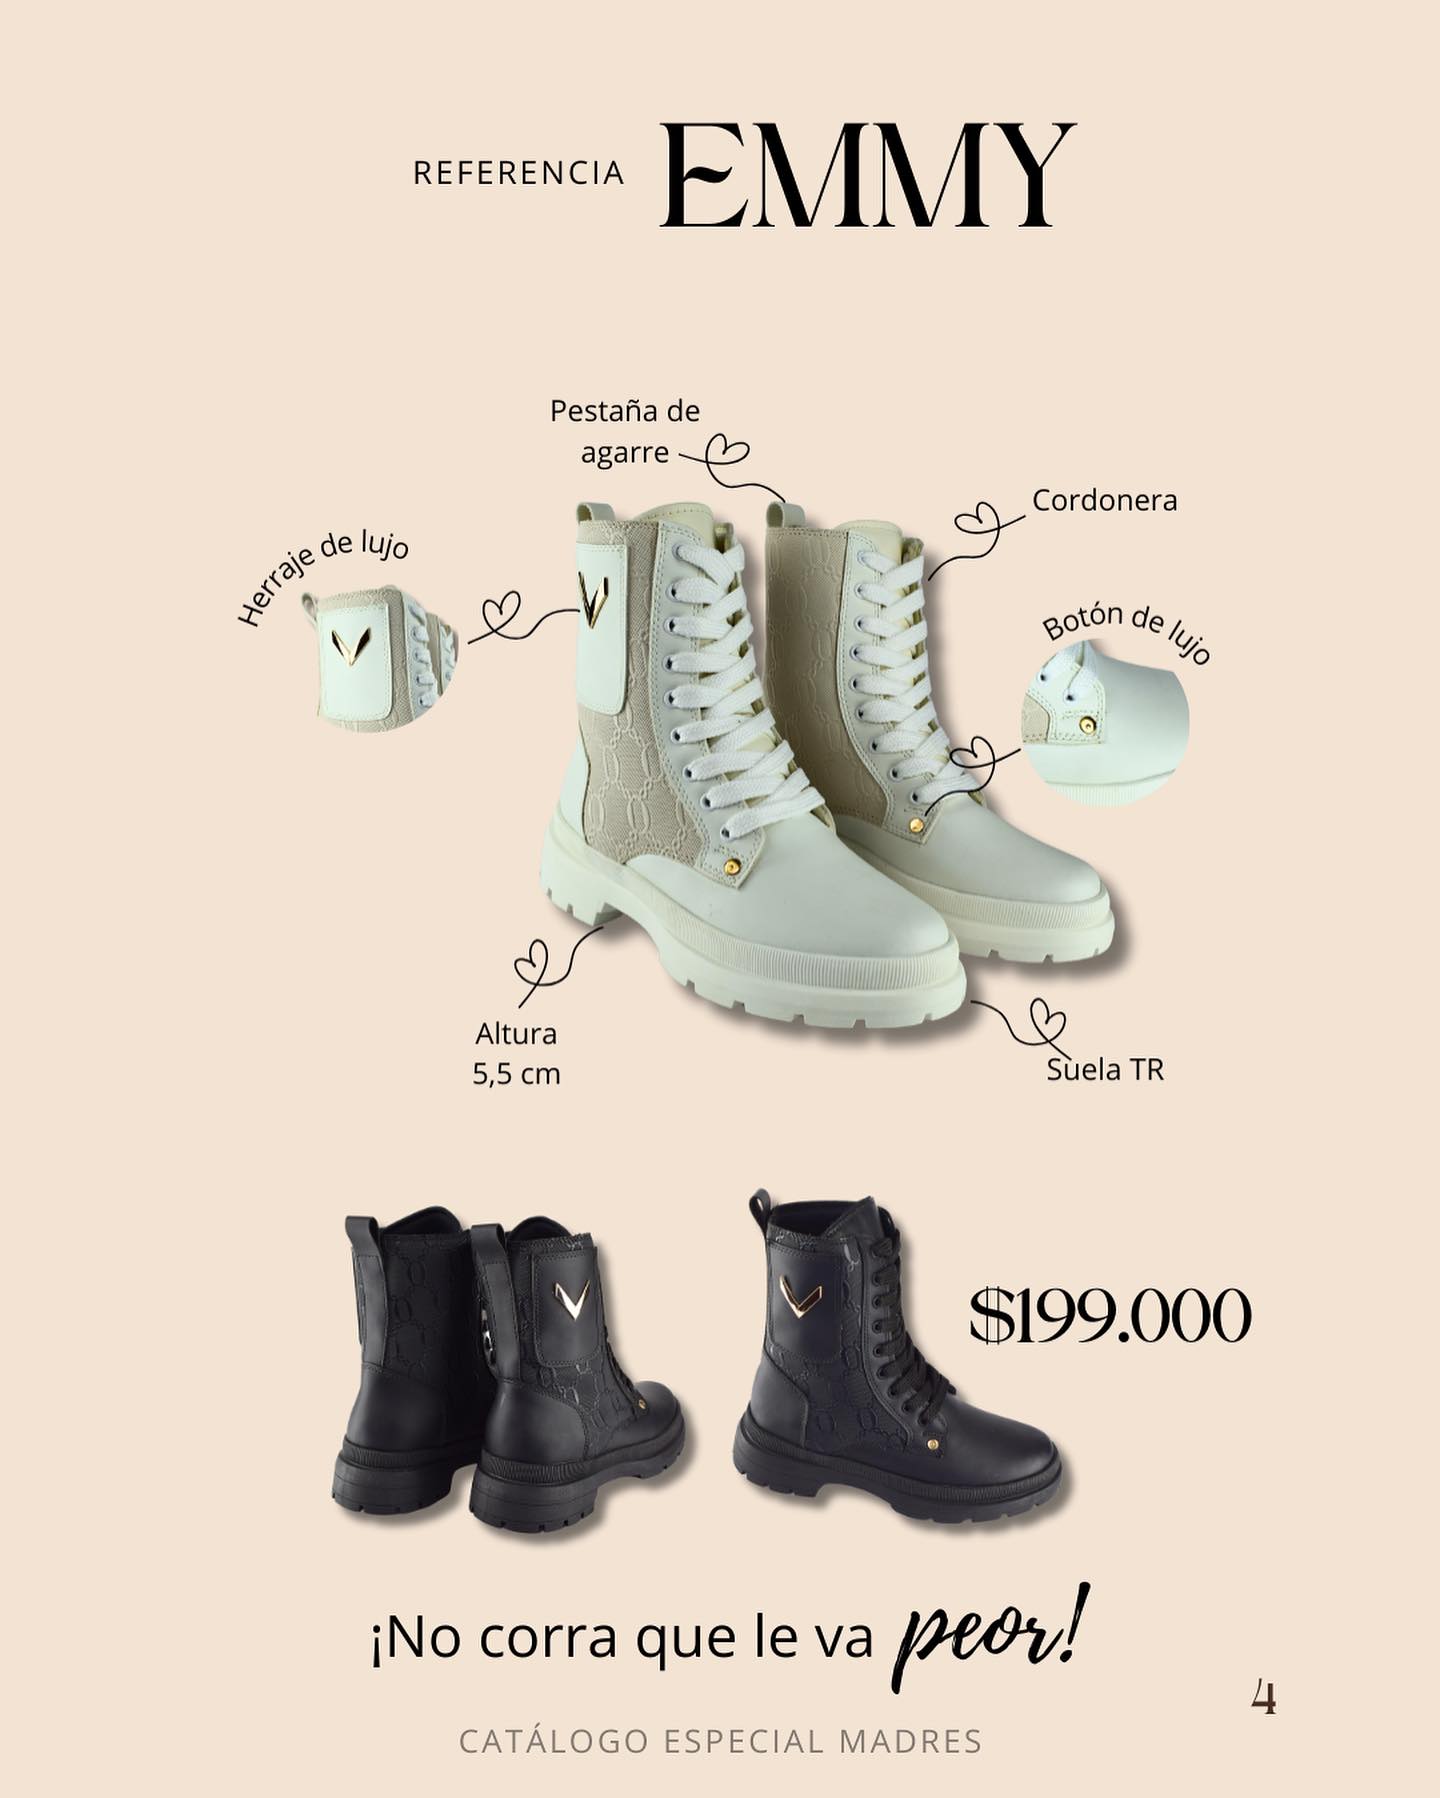 REFERENCIA EMMY
Pestaña de
agarre
Cordonera
Herraje de lujo
Botón de lujo
Altura
5,5 cm
Suela TR
$199.000
¡No corra que le va peor!
4
CATÁLOGO ESPECIAL MADRES